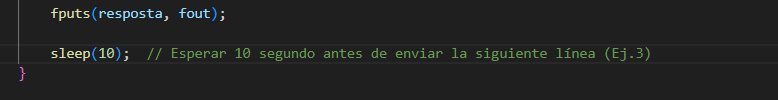 fputs(resposta, fout);
sleep(10);  // Esperar 10 segundo antes de enviar la siguiente línea (Ej.3)
}